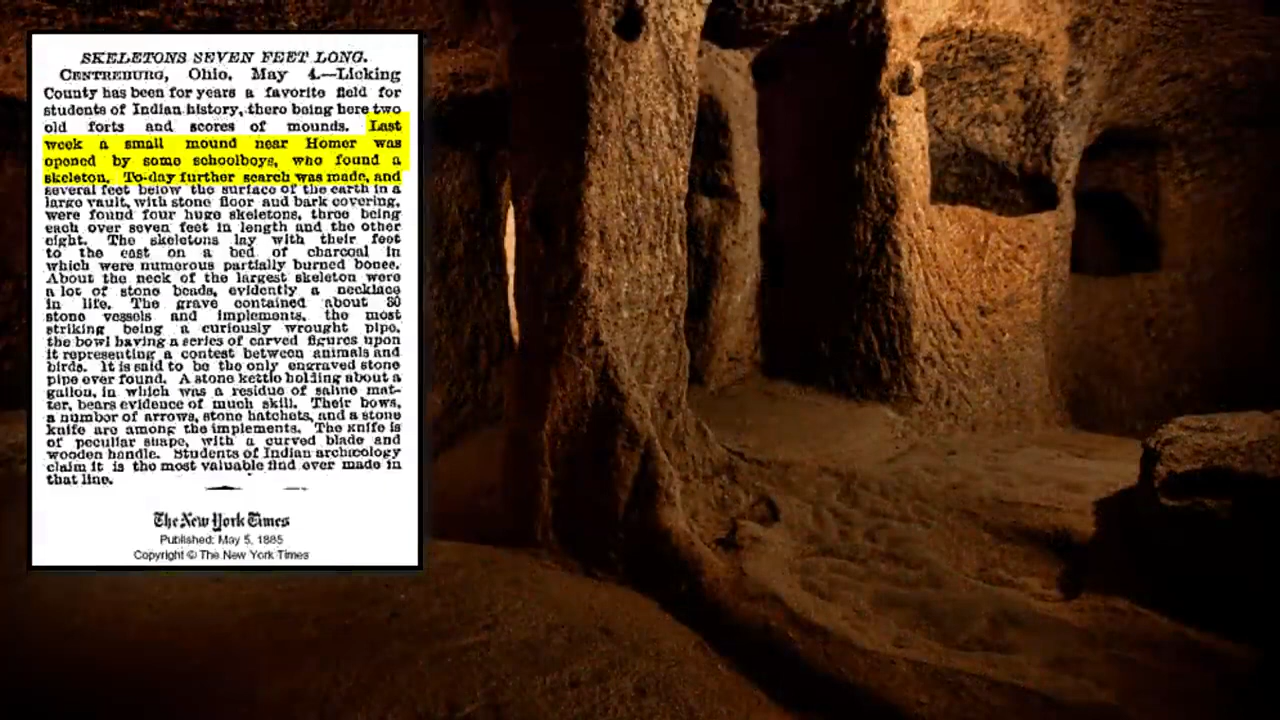 SKELETONS SEVEN FEET LONG.
CENTREBURG, Ohio, May 4.—Licking
County has been for years a favorite field for
students of Indian history, there being here two
old forts and scores of mounds. Last
week a small mound near Homer was
opened by some schoolboys, who found a
skeleton. To-day further search was made, and
several feet below the surface of the earth in a
large vault, with stone floor and bark covering,
were found four huge skeletons, three being
each over seven feet in length and the other
eight. The skeletons lay with their feet
to the east on a bed of charcoal in
which were numerous partially burned bones.
About the neck of the largest skeleton were
a lot of stone beads, evidently a necklace
in life. The grave contained about 30
stone vessels and implements, the most
striking being a curiously wrought pipe,
the bowl having a series of carved figures upon
it representing a contest between animals and
birds. It is said to be the only engraved stone
pipe ever found. A stone kettle holding about a
gallon, in which was a residue of saline mat-
ter, bears evidence of much skill. Their bows,
a number of arrows, stone hatchets, and a stone
knife are among the implements. The knife is
of peculiar shape, with a curved blade and
wooden handle. Students of Indian archæology
claim it is the most valuable find ever made in
that line.
The New York Times
Published: May 5, 1885
Copyright © The New York Times